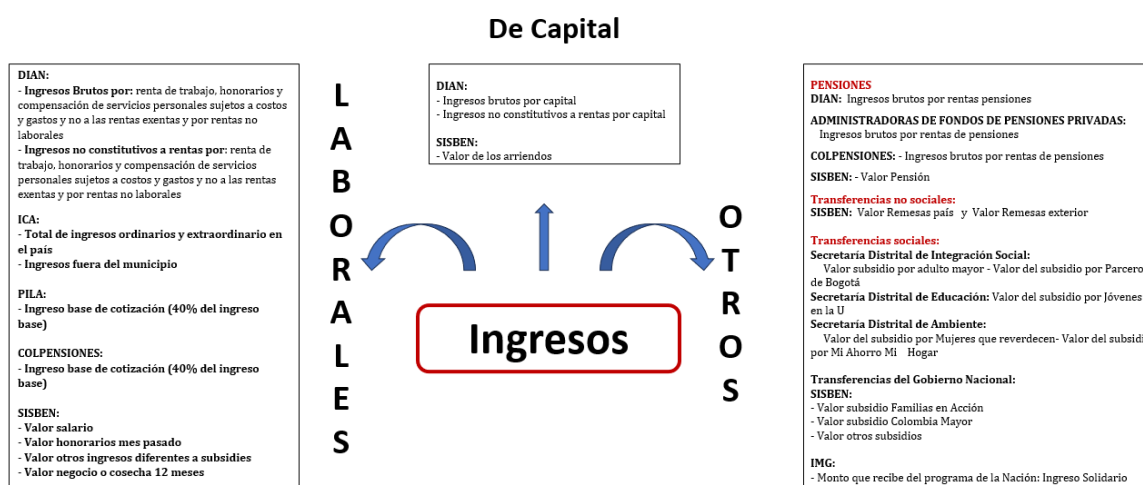 De Capital
DIAN:
- Ingresos Brutos por: renta de trabajo, honorarios y
compensación de servicios personales sujetos a costos
y gastos y no a las rentas exentas y por rentas no
laborales
- Ingresos no constitutivos a rentas por: renta de
trabajo, honorarios y compensación de servicios
personales sujetos a costos y gastos y no a las rentas
exentas y por rentas no laborales
ICA:
- Total de ingresos ordinarios y extraordinario en
el país
- Ingresos fuera del municipio
PILA:
- Ingreso base de cotización (40% del ingreso
base)
COLPENSIONES:
- Ingreso base de cotización (40% del ingreso
base)
SISBEN:
- Valor salario
- Valor honorarios mes pasado
- Valor otros ingresos diferentes a subsidies
- Valor negocio o cosecha 12 meses
LABORALES
DIAN:
- Ingresos brutos por capital
- Ingresos no constitutivos a rentas por capital
SISBEN:
- Valor de los arriendos
Ingresos
OTROS
PENSIONES
DIAN: Ingresos brutos por rentas pensiones
ADMINISTRADORAS DE FONDOS DE PENSIONES PRIVADAS:
Ingresos brutos por rentas de pensiones
COLPENSIONES: - Ingresos brutos por rentas de pensiones
SISBEN: - Valor Pensión
Transferencias no sociales:
SISBEN: Valor Remesas país y Valor Remesas exterior
Transferencias sociales:
Secretaría Distrital de Integración Social:
Valor subsidio por adulto mayor - Valor del subsidio por Parcero
de Bogotá
Secretaría Distrital de Educación: Valor del subsidio por Jóvenes
en la U
Secretaría Distrital de Ambiente:
Valor del subsidio por Mujeres que reverdecen- Valor del subsidi
por Mi Ahorro Mi Hogar
Transferencias del Gobierno Nacional:
SISBEN:
- Valor subsidio Familias en Acción
- Valor subsidio Colombia Mayor
- Valor otros subsidios
IMG:
- Monto que recibe del programa de la Nación: Ingreso Solidario